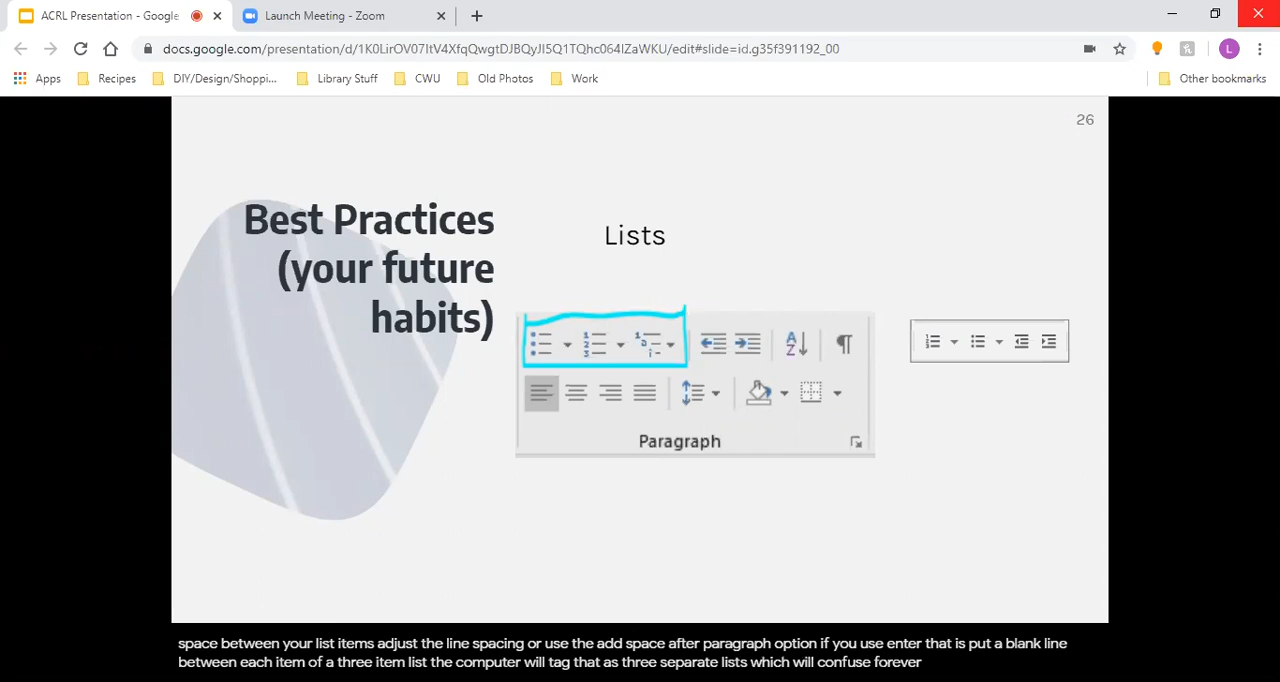 ACRL Presentation - Google
Launch Meeting - Zoom
docs.google.com/presentation/d/1K0LirOV07ltV4XfqQwgtDJBQyJI5Q1TQhc064lZaWKU/edit#slide=id.g35f391192_00
L
Apps Recipes DIY/Design/Shoppi... Library Stuff CWU Old Photos Work Other bookmarks
26
Best Practices
(your future
habits)
Lists
Paragraph
space between your list items adjust the line spacing or use the add space after paragraph option if you use enter that is put a blank line
between each item of a three item list the computer will tag that as three separate lists which will confuse forever